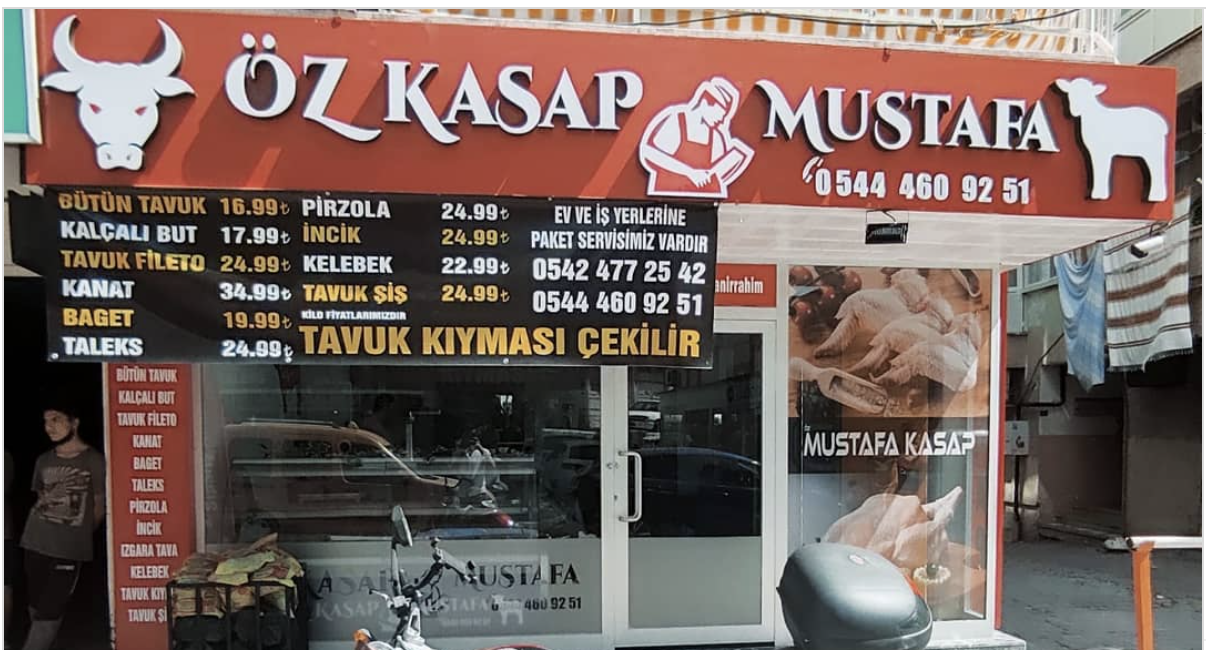 ÖZ KASAP MUSTAFA
0544 460 92 51
BÜTÜN TAVUK 16.99₺
KALÇALI BUT 17.99₺
TAVUK FİLETO 24.99₺
KANAT 34.99₺
BAGET 19.99₺
TALEKS 24.99₺
PİRZOLA 24.99₺
İNCİK 24.99₺
KELEBEK 22.99₺
TAVUK ŞİŞ 24.99₺
KİLO FİYATLARIMIZDIR
TAVUK KIYMASI ÇEKİLİR
EV VE İŞ YERLERİNE
PAKET SERVİSİMİZ VARDIR
0542 477 25 42
0544 460 92 51
BÜTÜN TAVUK
KALÇALI BUT
TAVUK FİLETO
KANAT
BAGET
TALEKS
PİRZOLA
İNCİK
IZGARA TAVA
KELEBEK
TAVUK
TAVUK
MUSTAFA KASAP
MUSTAFA
460 92 51
KASAP